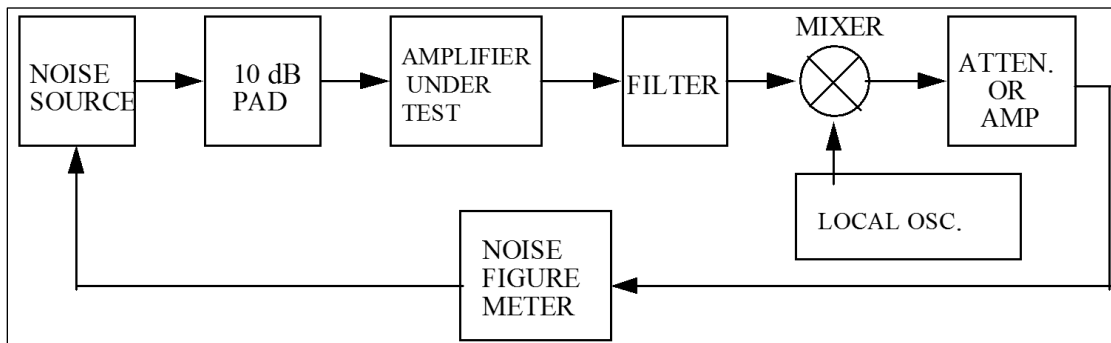 NOISE
SOURCE
10 dB
PAD
AMPLIFIER
UNDER
TEST
FILTER
MIXER
ATTEN.
OR
AMP
LOCAL OSC.
NOISE
FIGURE
METER